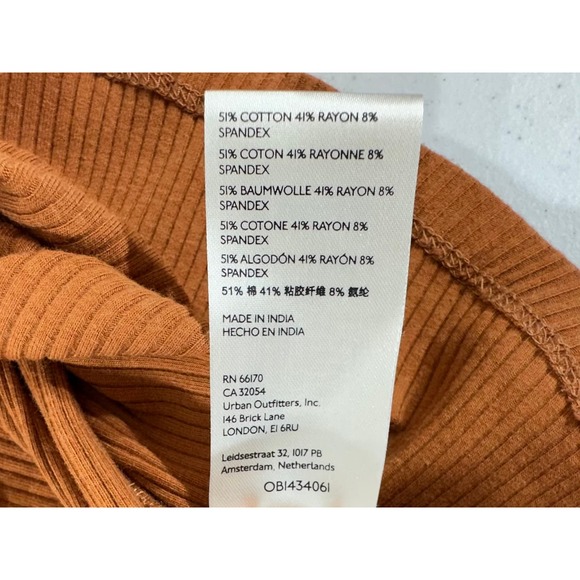 51% COTTON 41% RAYON 8%
SPANDEX
51% COTON 41% RAYONNE 8%
SPANDEX
51% BAUMWOLLE 41% RAYON 8%
SPANDEX
51% COTONE 41% RAYON 8%
SPANDEX
51% ALGODÓN 41% RAYÓN 8%
SPANDEX
51% 棉 41% 粘胶纤维 8% 氨纶
MADE IN INDIA
HECHO EN INDIA
RN 66170
CA 32054
Urban Outfitters, Inc.
146 Brick Lane
LONDON, E1 6RU
Leidsestraat 32, 1017 PB
Amsterdam, Netherlands
OB1434061